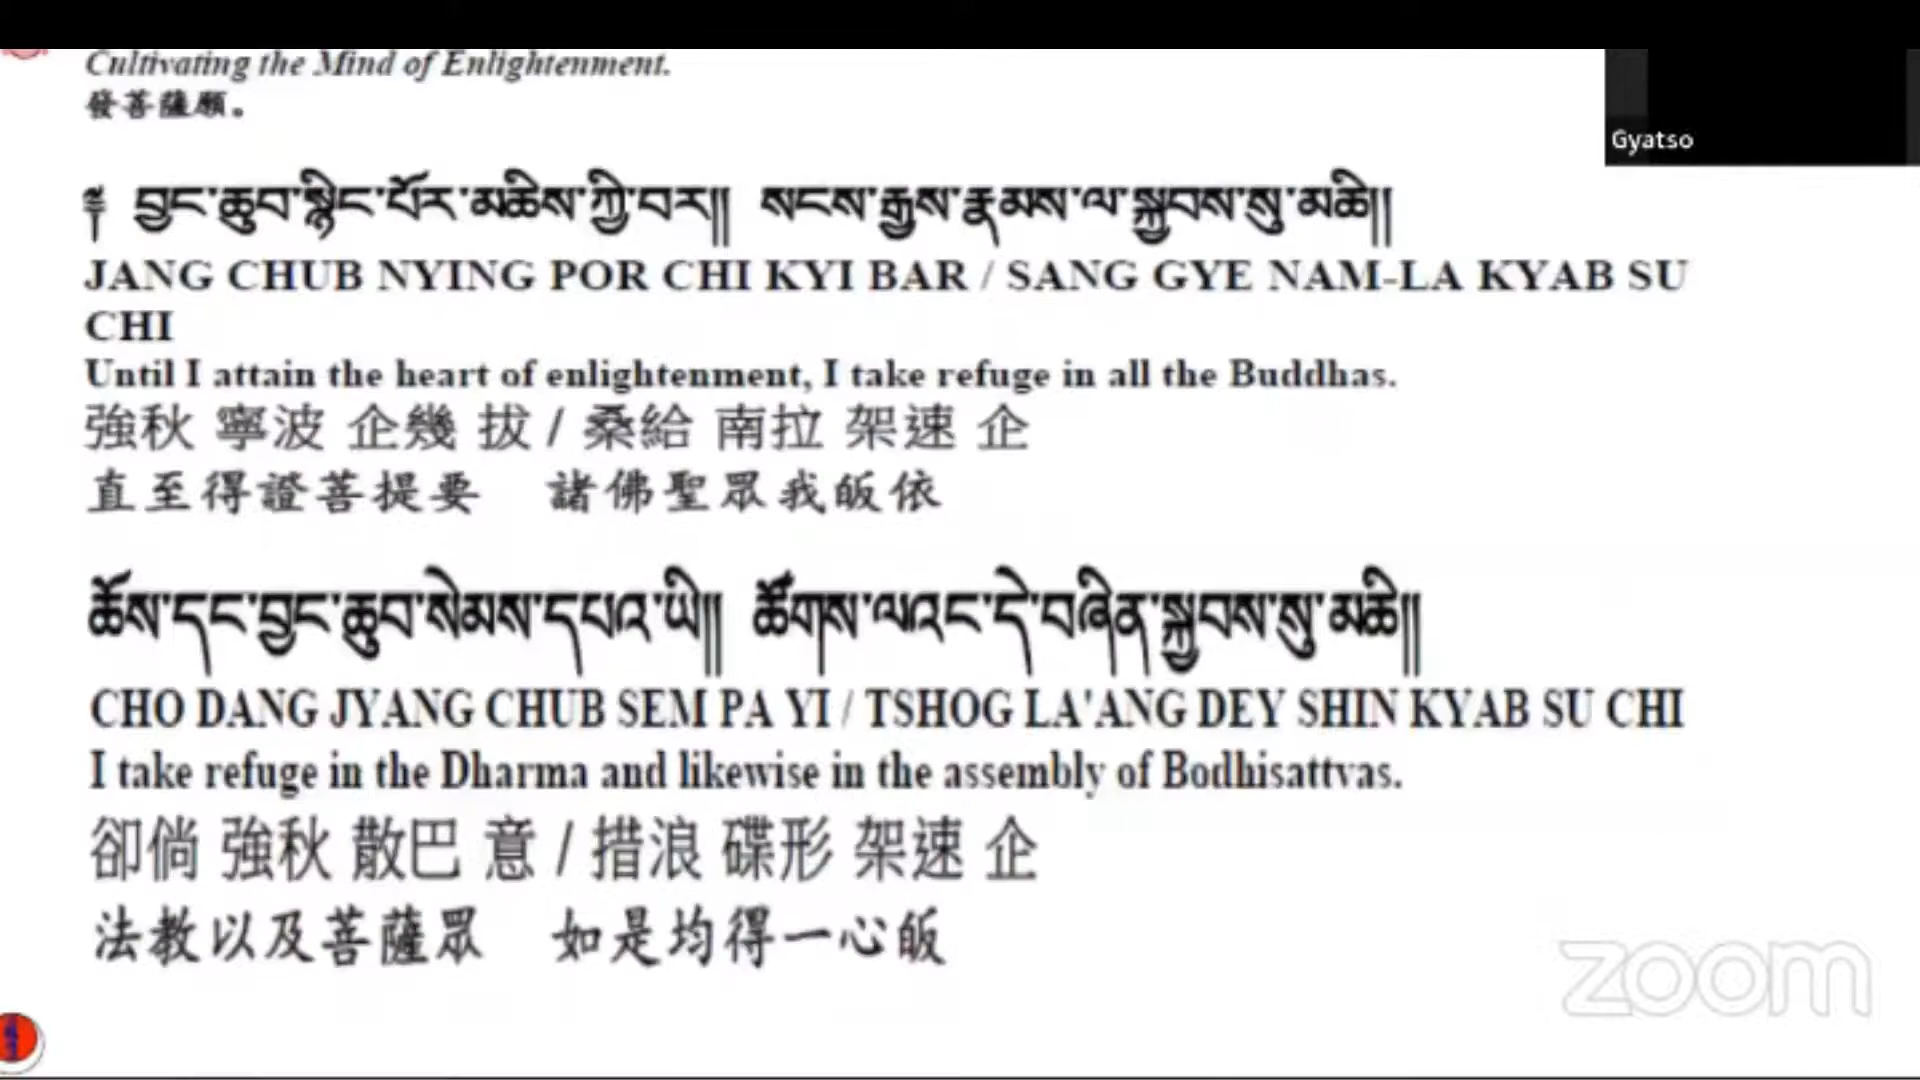 Cultivating the Mind of Enlightenment.
發菩薩願。
Gyatso
༈ བྱང་ཆུབ་སྙིང་པོར་མཆིས་ཀྱི་བར།། སངས་རྒྱས་རྣམས་ལ་སྐྱབས་སུ་མཆི།།
JANG CHUB NYING POR CHI KYI BAR / SANG GYE NAM-LA KYAB SU
CHI
Until I attain the heart of enlightenment, I take refuge in all the Buddhas.
強秋 寧波 企幾 拔 / 桑給 南拉 架速 企
直至得證菩提要 諸佛聖眾我皈依
ཆོས་དང་བྱང་ཆུབ་སེམས་དཔའ་ཡི།། ཚོགས་ལའང་དེ་བཞིན་སྐྱབས་སུ་མཆི།།
CHO DANG JYANG CHUB SEM PA YI / TSHOG LA'ANG DEY SHIN KYAB SU CHI
I take refuge in the Dharma and likewise in the assembly of Bodhisattvas.
卻倘 強秋 散巴 意 / 措浪 碟形 架速 企
法教以及菩薩眾 如是均得一心皈
zoom